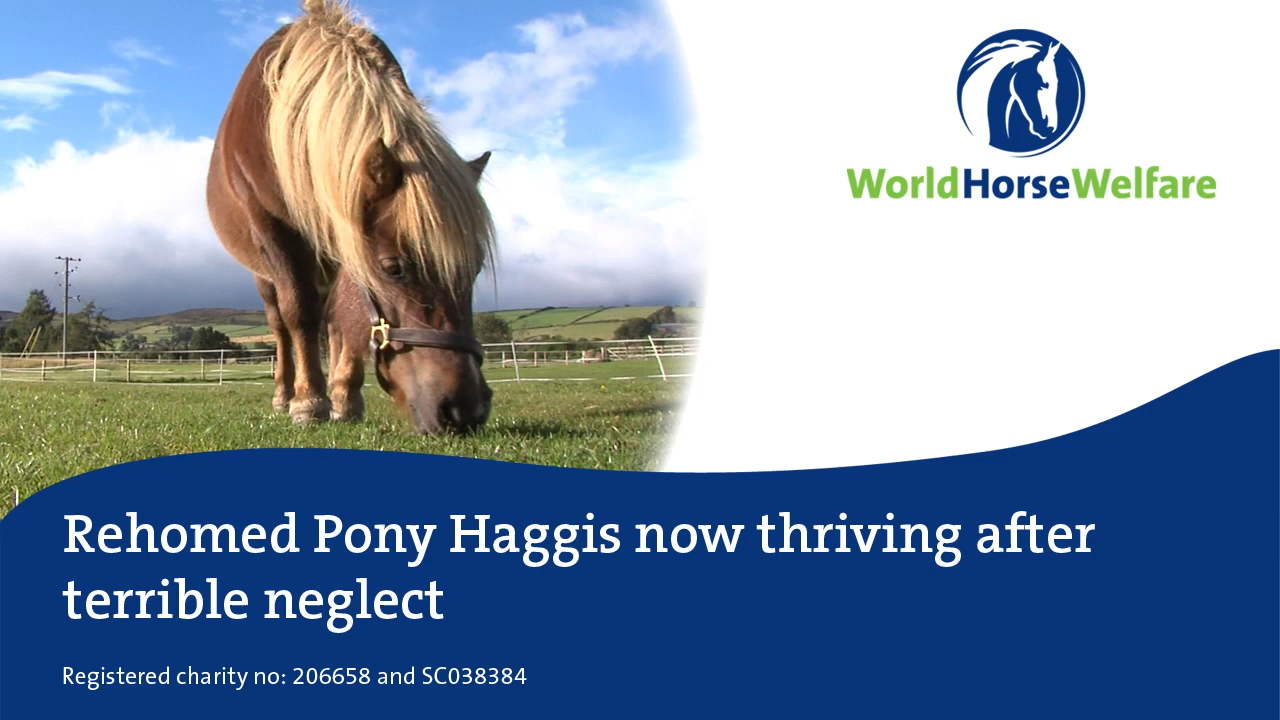 WorldHorseWelfare
Rehomed Pony Haggis now thriving after
terrible neglect
Registered charity no: 206658 and SC038384